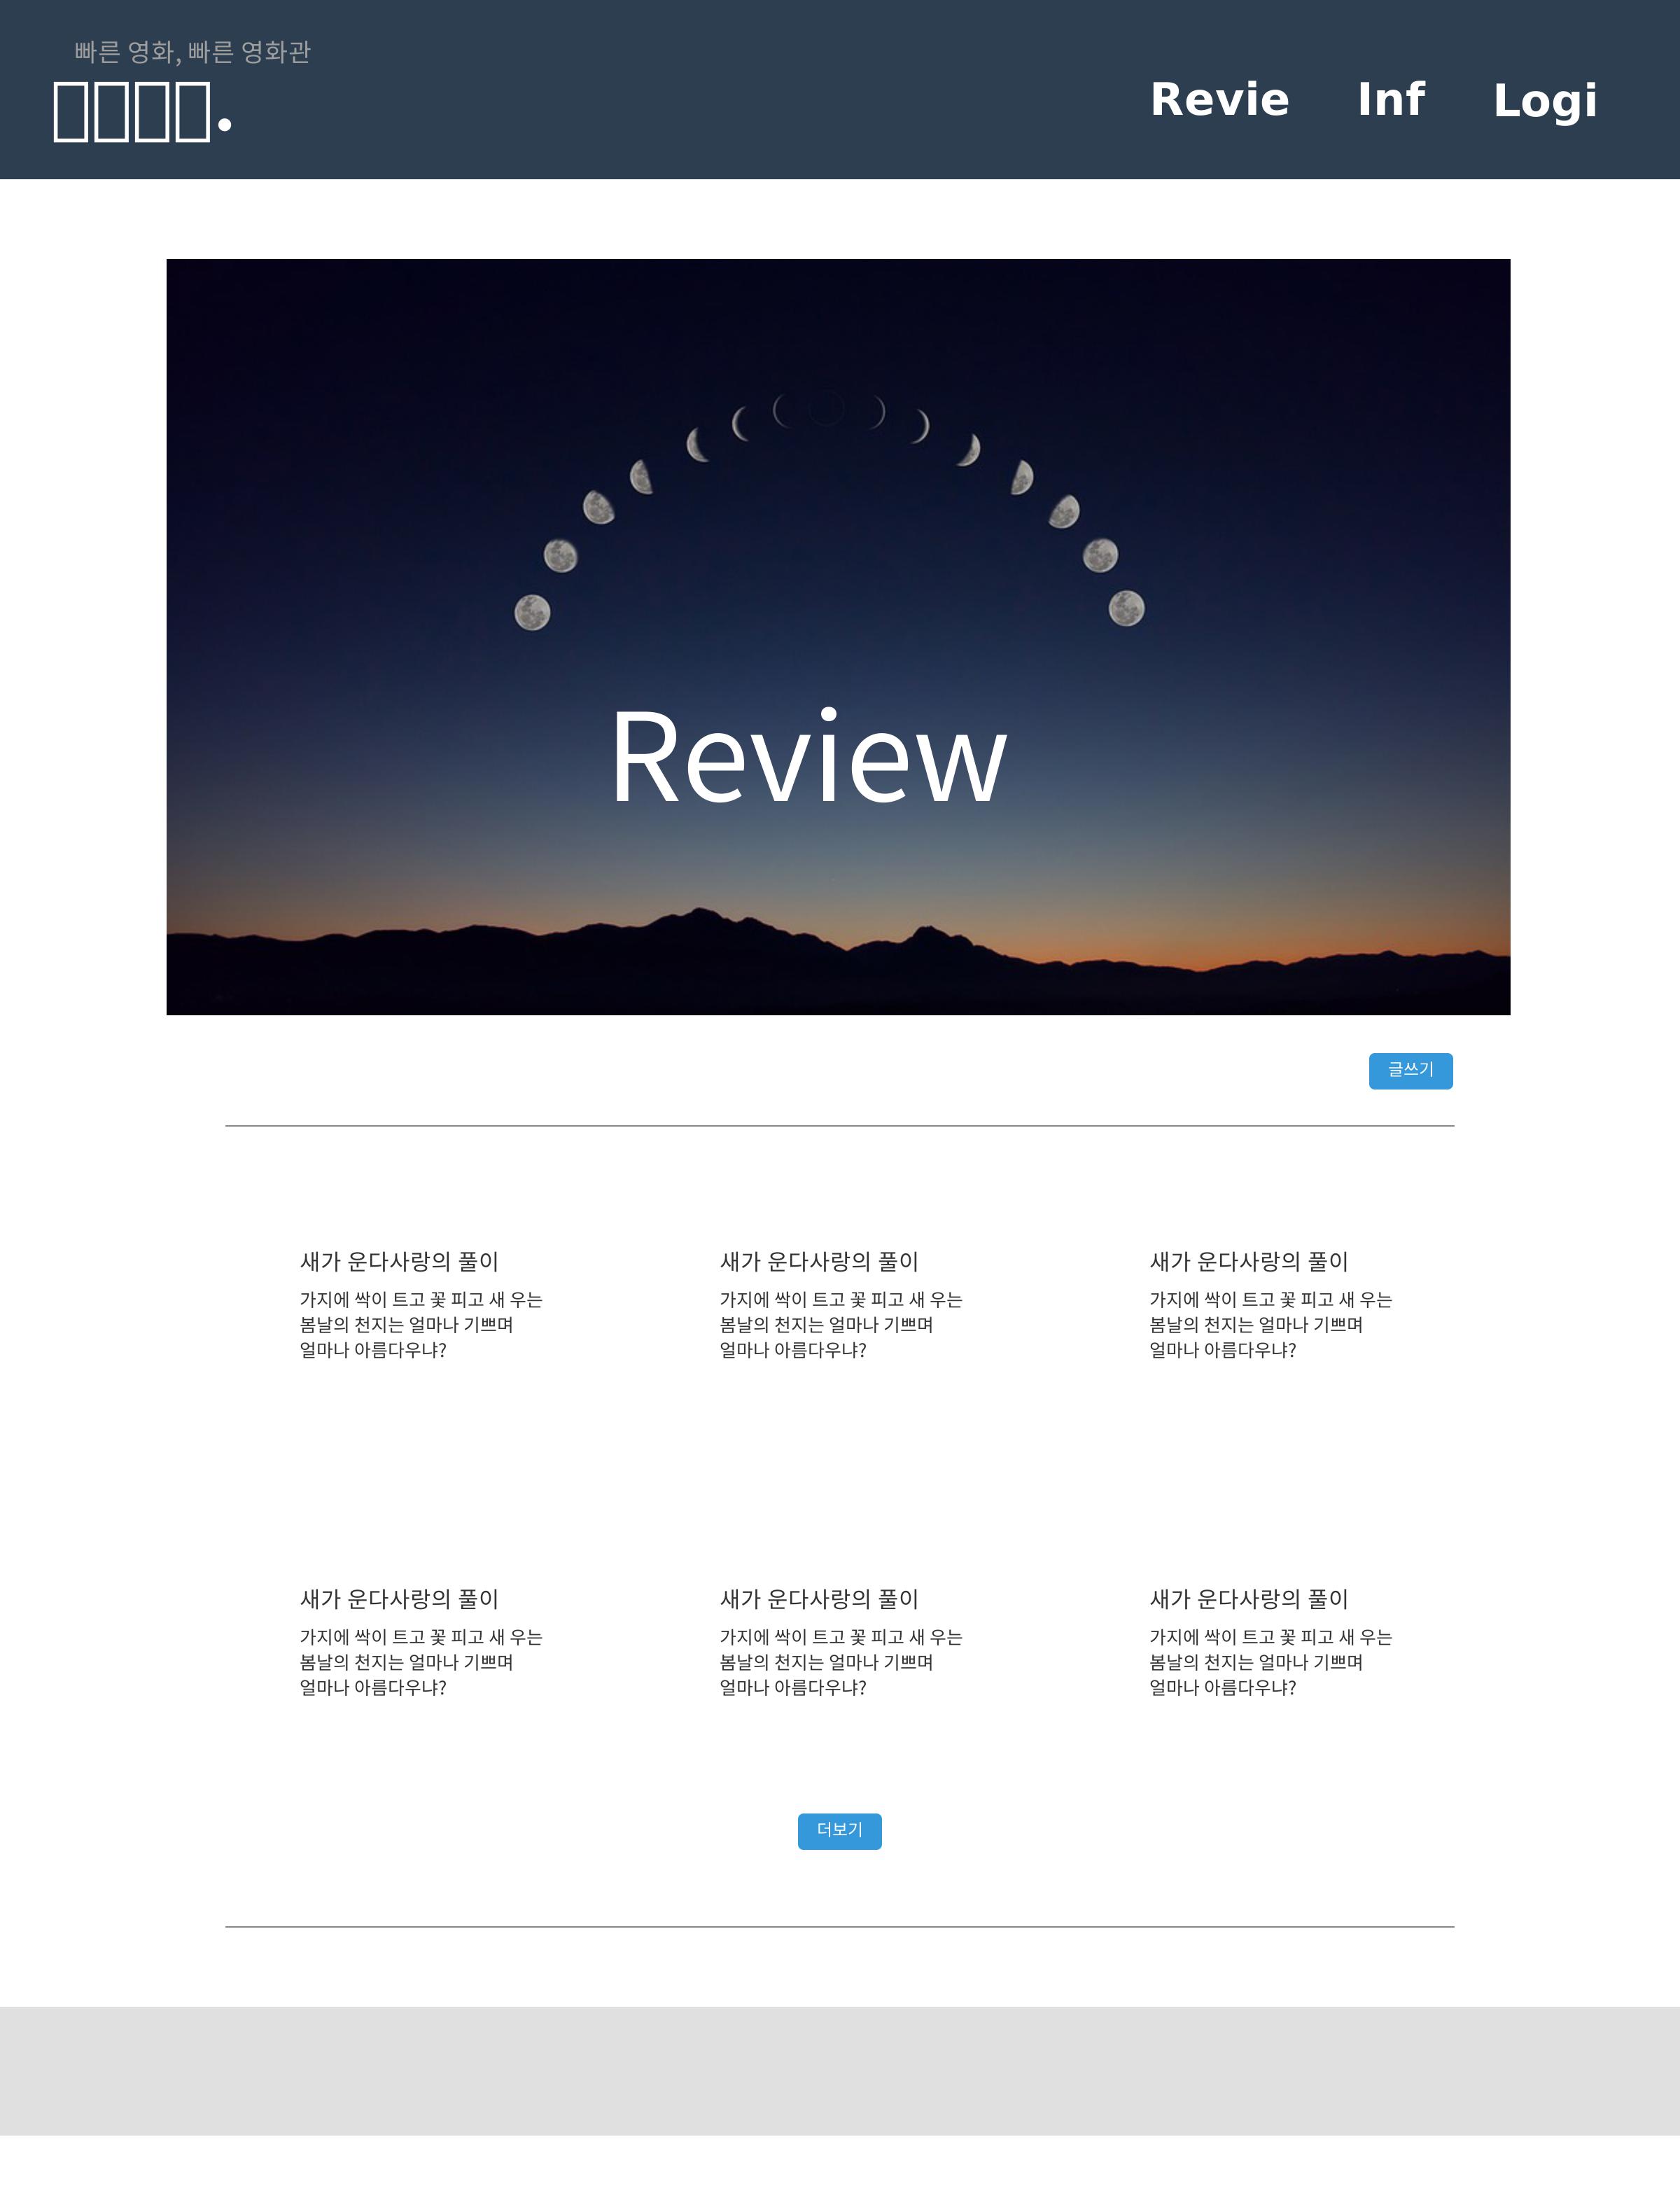 빠른 영화, 빠른 영화관
Revie Inf Logi
Review
글쓰기
새가 운다사랑의 풀이
가지에 싹이 트고 꽃 피고 새 우는
봄날의 천지는 얼마나 기쁘며
얼마나 아름다우냐?
새가 운다사랑의 풀이
가지에 싹이 트고 꽃 피고 새 우는
봄날의 천지는 얼마나 기쁘며
얼마나 아름다우냐?
새가 운다사랑의 풀이
가지에 싹이 트고 꽃 피고 새 우는
봄날의 천지는 얼마나 기쁘며
얼마나 아름다우냐?
새가 운다사랑의 풀이
가지에 싹이 트고 꽃 피고 새 우는
봄날의 천지는 얼마나 기쁘며
얼마나 아름다우냐?
새가 운다사랑의 풀이
가지에 싹이 트고 꽃 피고 새 우는
봄날의 천지는 얼마나 기쁘며
얼마나 아름다우냐?
새가 운다사랑의 풀이
가지에 싹이 트고 꽃 피고 새 우는
봄날의 천지는 얼마나 기쁘며
얼마나 아름다우냐?
더보기